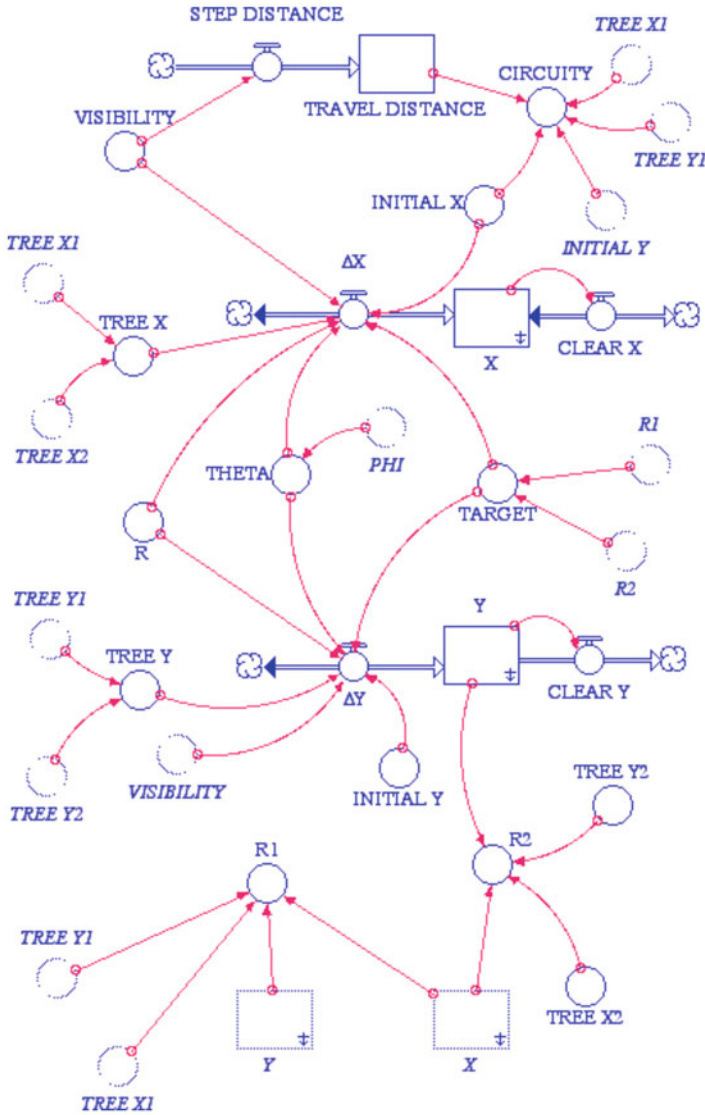 STEP DISTANCE
TREE X1
CIRCUITY
TRAVEL DISTANCE
VISIBILITY
TREE Y1
INITIAL X
TREE X1
INITIAL Y
ΔX
TREE X
X
CLEAR X
TREE X2
R1
PHI
THETA
TARGET
R
R2
TREE Y1
Y
TREE Y
CLEAR Y
ΔY
TREE Y2
VISIBILITY
INITIAL Y
TREE Y2
R1
R2
TREE Y1
TREE X2
Y
X
TREE X1